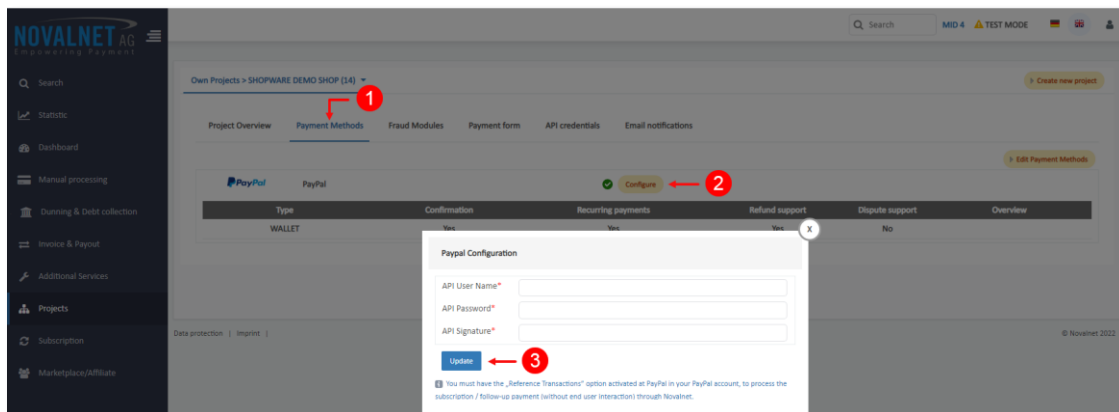 NOVALNET AG
Empowering Payment
Search
MID 4
TEST MODE
Search
Statistic
Dashboard
Manual processing
Dunning & Debt collection
Invoice & Payout
Additional Services
Projects
Subscription
Marketplace/Affiliate
Own Projects > SHOPWARE DEMO SHOP (14)
> Create new project
1
Project Overview Payment Methods Fraud Modules Payment form API credentials Email notifications
> Edit Payment Methods
PayPal PayPal Configure 2
Type Confirmation Recurring payments Refund support Dispute support Overview
WALLET Yes Yes Yes No
X
Paypal Configuration
API User Name*
API Password*
API Signature*
Update 3
i You must have the „Reference Transactions" option activated at PayPal in your PayPal account, to process the
subscription / follow-up payment (without end user interaction) through Novalnet.
Data protection | Imprint |
© Novalnet 2022